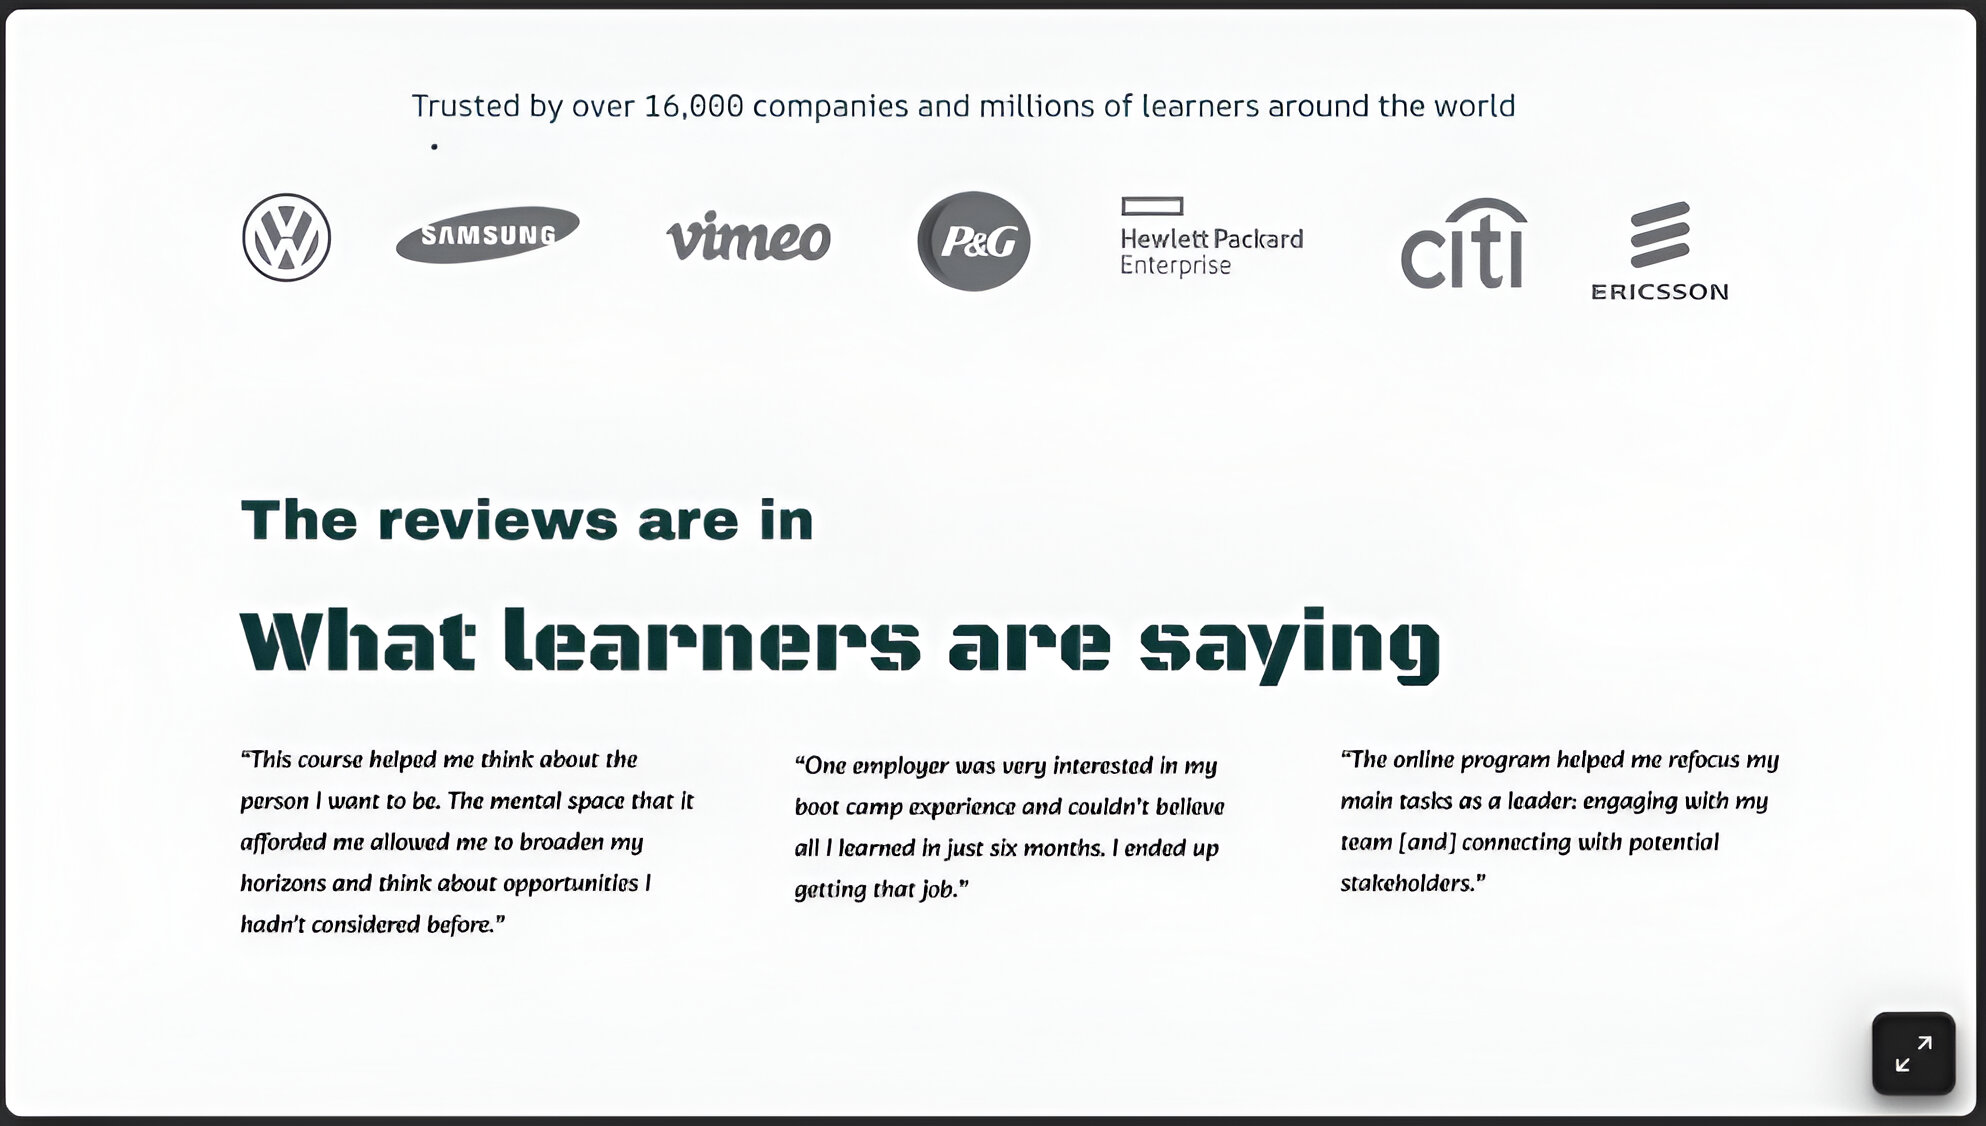 Trusted by over 16,000 companies and millions of learners around the world
SAMSUNG
vimeo
P&G
Hewlett Packard
Enterprise
citi
ERICSSON
The reviews are in
What learners are saying
“This course helped me think about the
person I want to be. The mental space that it
afforded me allowed me to broaden my
horizons and think about opportunities I
hadn’t considered before.”
“One employer was very interested in my
boot camp experience and couldn’t believe
all I learned in just six months. I ended up
getting that job.”
“The online program helped me refocus my
main tasks as a leader: engaging with my
team [and] connecting with potential
stakeholders.”